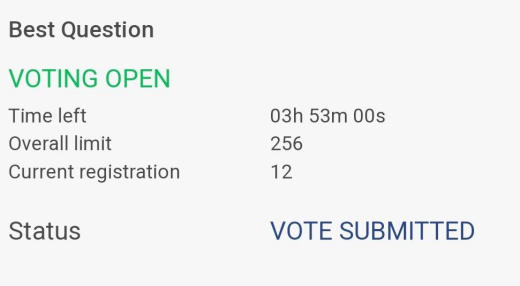 Best Question
VOTING OPEN
Time left 03h 53m 00s
Overall limit 256
Current registration 12
Status VOTE SUBMITTED